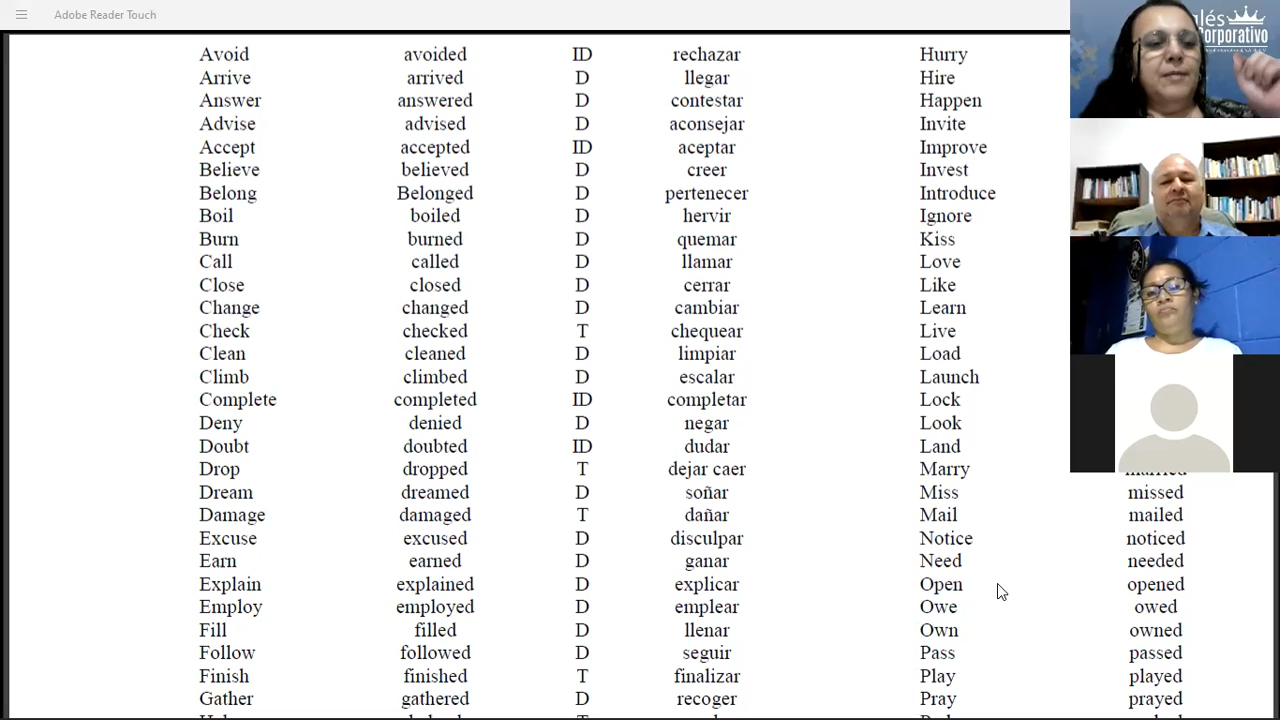 Adobe Reader Touch
glés
Corporativo
Avoid avoided ID rechazar Hurry
Arrive arrived D llegar Hire
Answer answered D contestar Happen
Advise advised D aconsejar Invite
Accept accepted ID aceptar Improve
Believe believed D creer Invest
Belong Belonged D pertenecer Introduce
Boil boiled D hervir Ignore
Burn burned D quemar Kiss
Call called D llamar Love
Close closed D cerrar Like
Change changed D cambiar Learn
Check checked T chequear Live
Clean cleaned D limpiar Load
Climb climbed D escalar Launch
Complete completed ID completar Lock
Deny denied D negar Look
Doubt doubted ID dudar Land
Drop dropped T dejar caer Marry married
Dream dreamed D soñar Miss missed
Damage damaged T dañar Mail mailed
Excuse excused D disculpar Notice noticed
Earn earned D ganar Need needed
Explain explained D explicar Open opened
Employ employed D emplear Owe owed
Fill filled D llenar Own owned
Follow followed D seguir Pass passed
Finish finished T finalizar Play played
Gather gathered D recoger Pray prayed